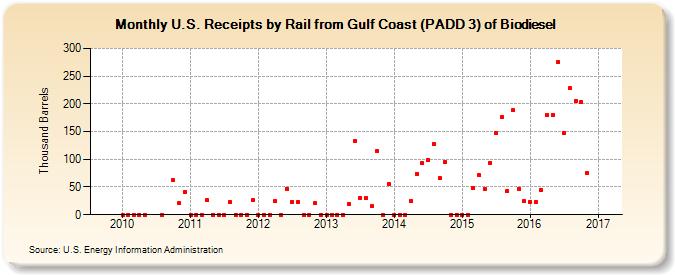 Monthly U.S. Receipts by Rail from Gulf Coast (PADD 3) of Biodiesel
Thousand Barrels
300
250
200
150
100
50
0
2010 2011 2012 2013 2014 2015 2016 2017
Source: U.S. Energy Information Administration